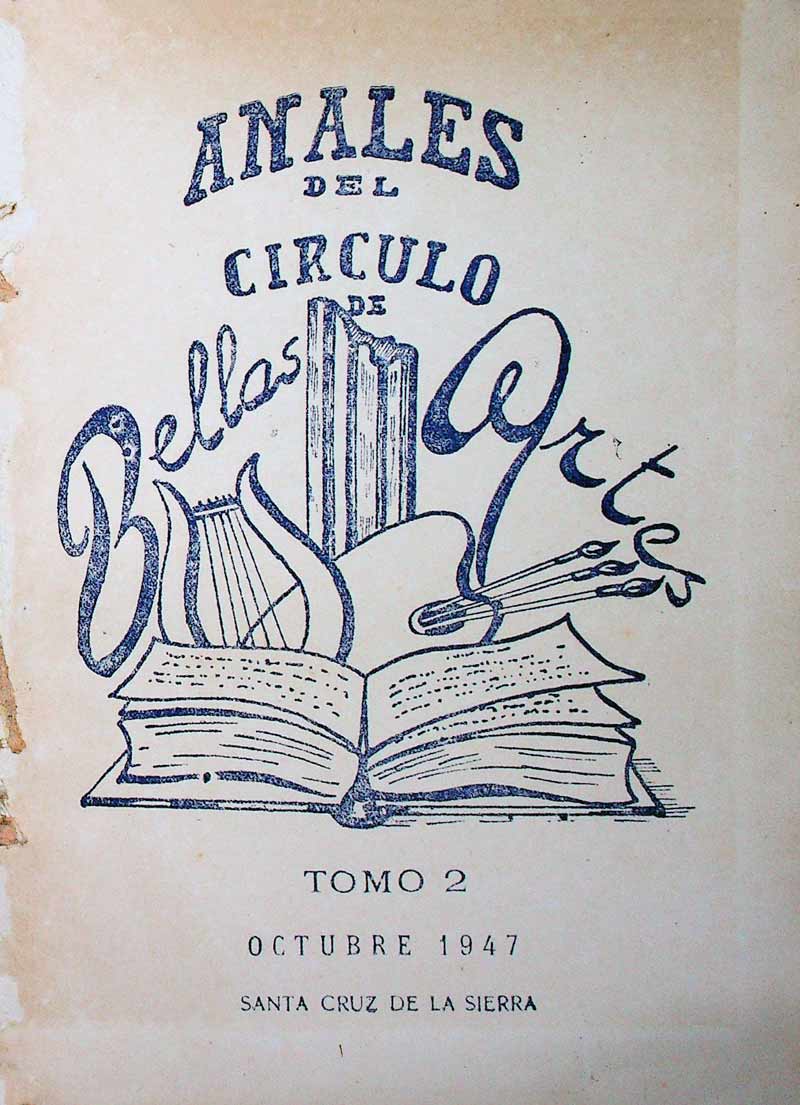 ANALES
DEL
CIRCULO
DE
Bellas Artes
TOMO 2
OCTUBRE 1947
SANTA CRUZ DE LA SIERRA